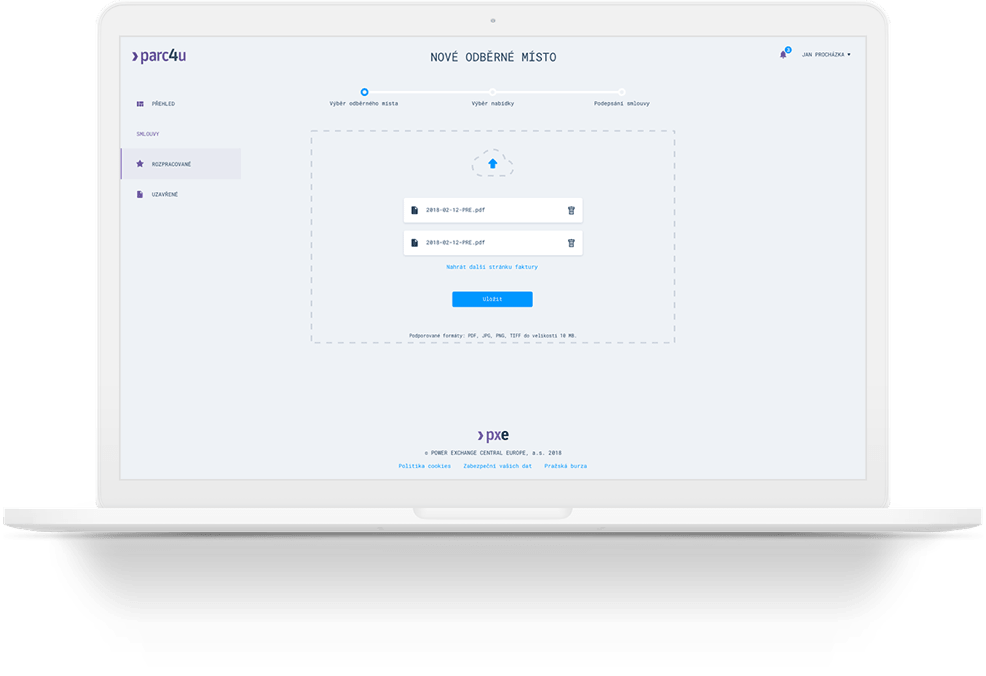 parc4u
NOVÉ ODBĚRNÉ MÍSTO
3
JAN PROCHÁZKA
PŘEHLED
SMLOUVY
ROZPRACOVANÉ
UZAVŘENÉ
Výběr odběrného místa
Výběr nabídky
Podepsání smlouvy
2018-02-12-PRE.pdf
2018-02-12-PRE.pdf
Nahrát další stránku faktury
Uložit
Podporované formáty: PDF, JPG, PNG, TIFF do velikosti 10 MB.
pxe
© POWER EXCHANGE CENTRAL EUROPE, a.s. 2018
Politika cookies Zabezpeční vašich dat Pražská burza